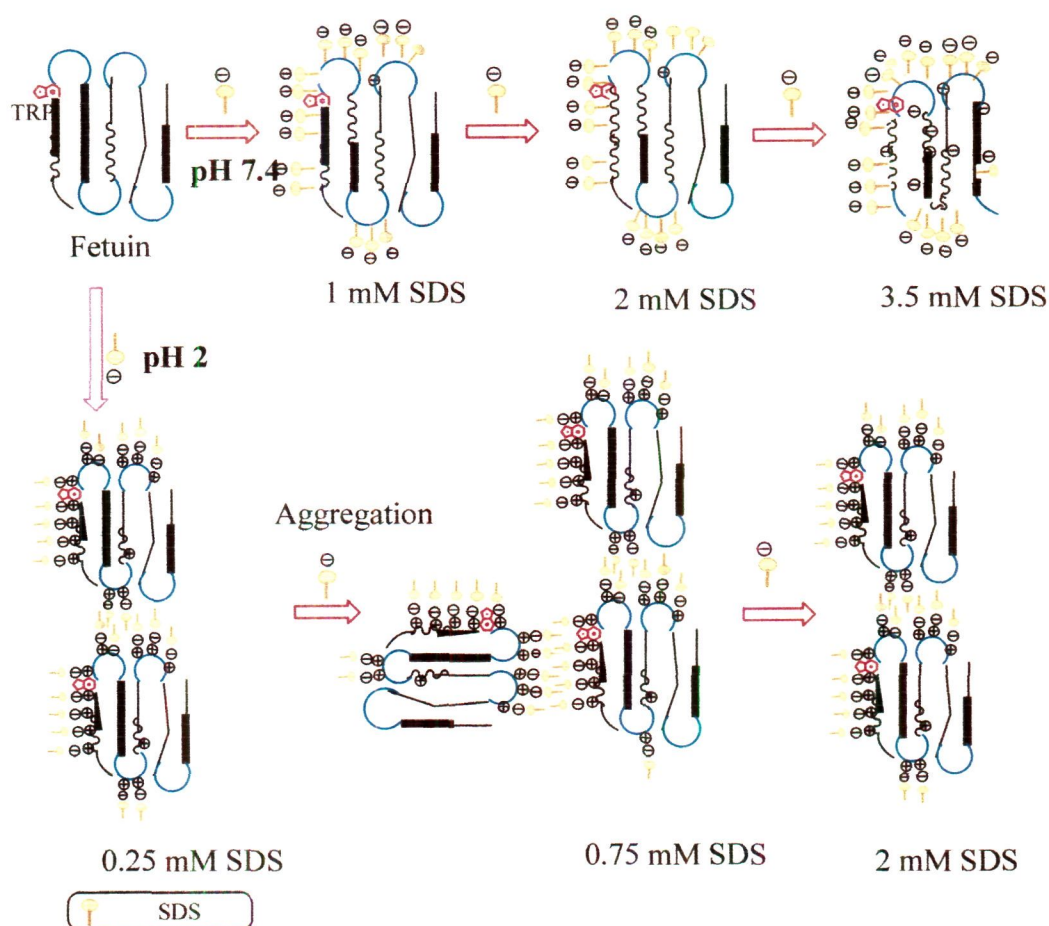 TRP
pH 7.4
Fetuin
1 mM SDS
2 mM SDS
3.5 mM SDS
pH 2
Aggregation
0.25 mM SDS
0.75 mM SDS
2 mM SDS
SDS